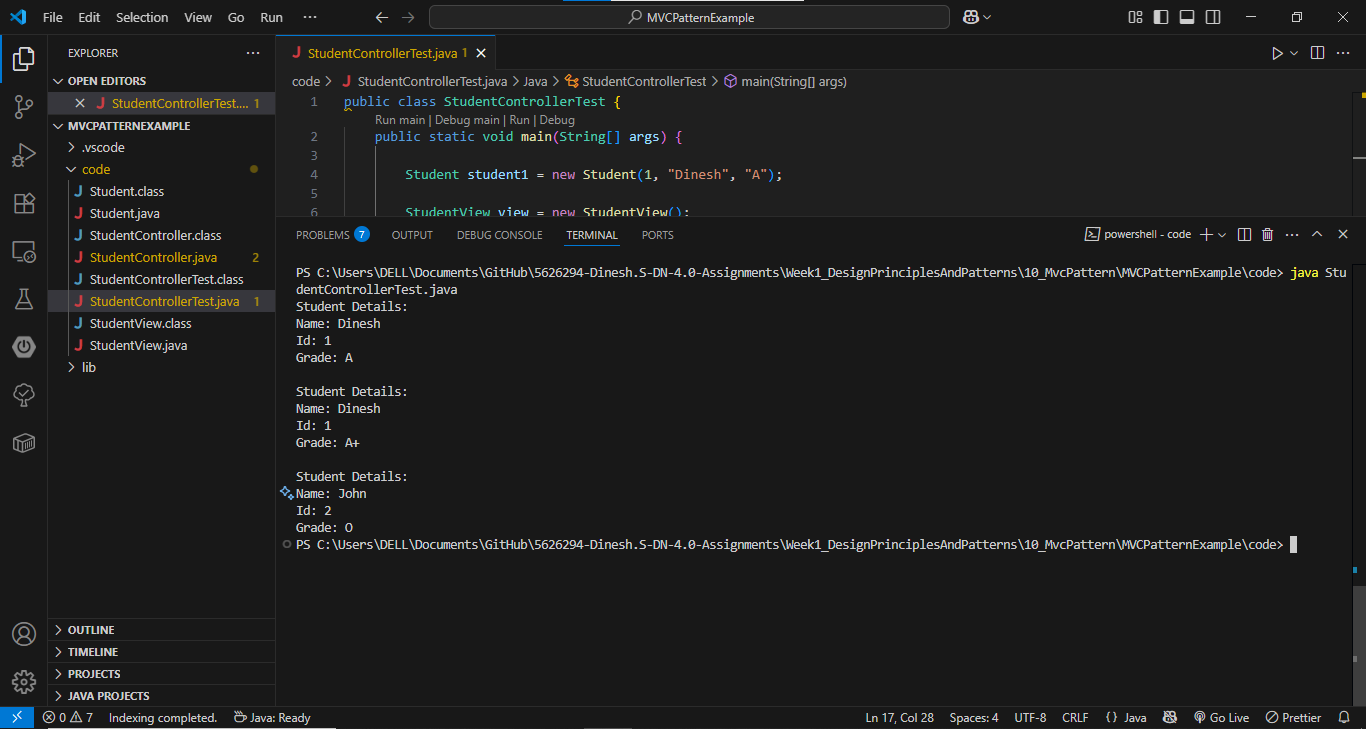 File Edit Selection View Go Run ··· MVCPatternExample
EXPLORER ···
OPEN EDITORS
StudentControllerTest.... 1
MVCPATTERNEXAMPLE
.vscode
code
J Student.class
J Student.java
J StudentController.class
J StudentController.java 2
J StudentControllerTest.class
J StudentControllerTest.java 1
J StudentView.class
J StudentView.java
lib
OUTLINE
TIMELINE
PROJECTS
JAVA PROJECTS
J StudentControllerTest.java 1
code > J StudentControllerTest.java > Java > StudentControllerTest > main(String[] args)
1 public class StudentControllerTest {
Run main | Debug main | Run | Debug
2 public static void main(String[] args) {
3
4 Student student1 = new Student(1, "Dinesh", "A");
5
6 StudentView view = new StudentView();
PROBLEMS 7 OUTPUT DEBUG CONSOLE TERMINAL PORTS powershell - code
PS C:\Users\DELL\Documents\GitHub\5626294-Dinesh.S-DN-4.0-Assignments\Week1_DesignPrinciplesAndPatterns\10_MvcPattern\MVCPatternExample\code> java Stu
dentControllerTest.java
Student Details:
Name: Dinesh
Id: 1
Grade: A
Student Details:
Name: Dinesh
Id: 1
Grade: A+
Student Details:
Name: John
Id: 2
Grade: O
PS C:\Users\DELL\Documents\GitHub\5626294-Dinesh.S-DN-4.0-Assignments\Week1_DesignPrinciplesAndPatterns\10_MvcPattern\MVCPatternExample\code>
0 7 Indexing completed. Java: Ready Ln 17, Col 28 Spaces: 4 UTF-8 CRLF {} Java Go Live Prettier